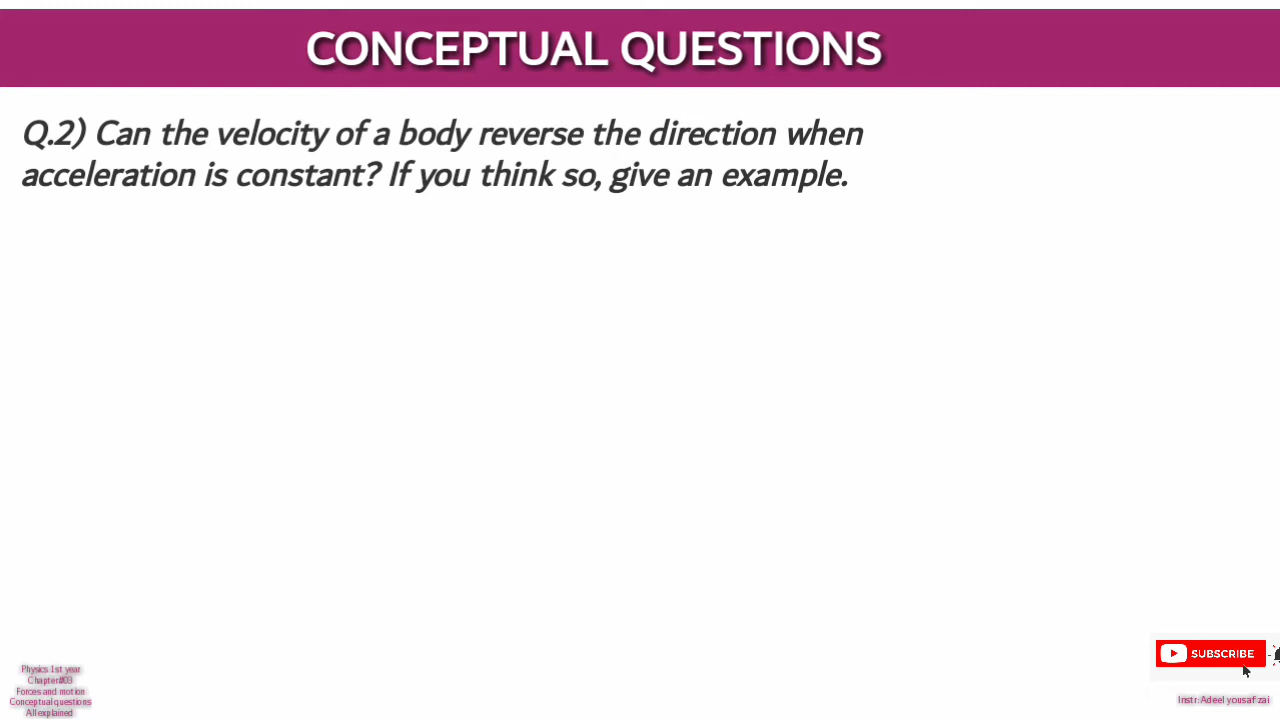 CONCEPTUAL QUESTIONS
Q.2) Can the velocity of a body reverse the direction when
acceleration is constant? If you think so, give an example.
Physics 1st year
Chapter#03
Forces and motion
Conceptual questions
All explained
SUBSCRIBE
Instr:Adeel yousafzai